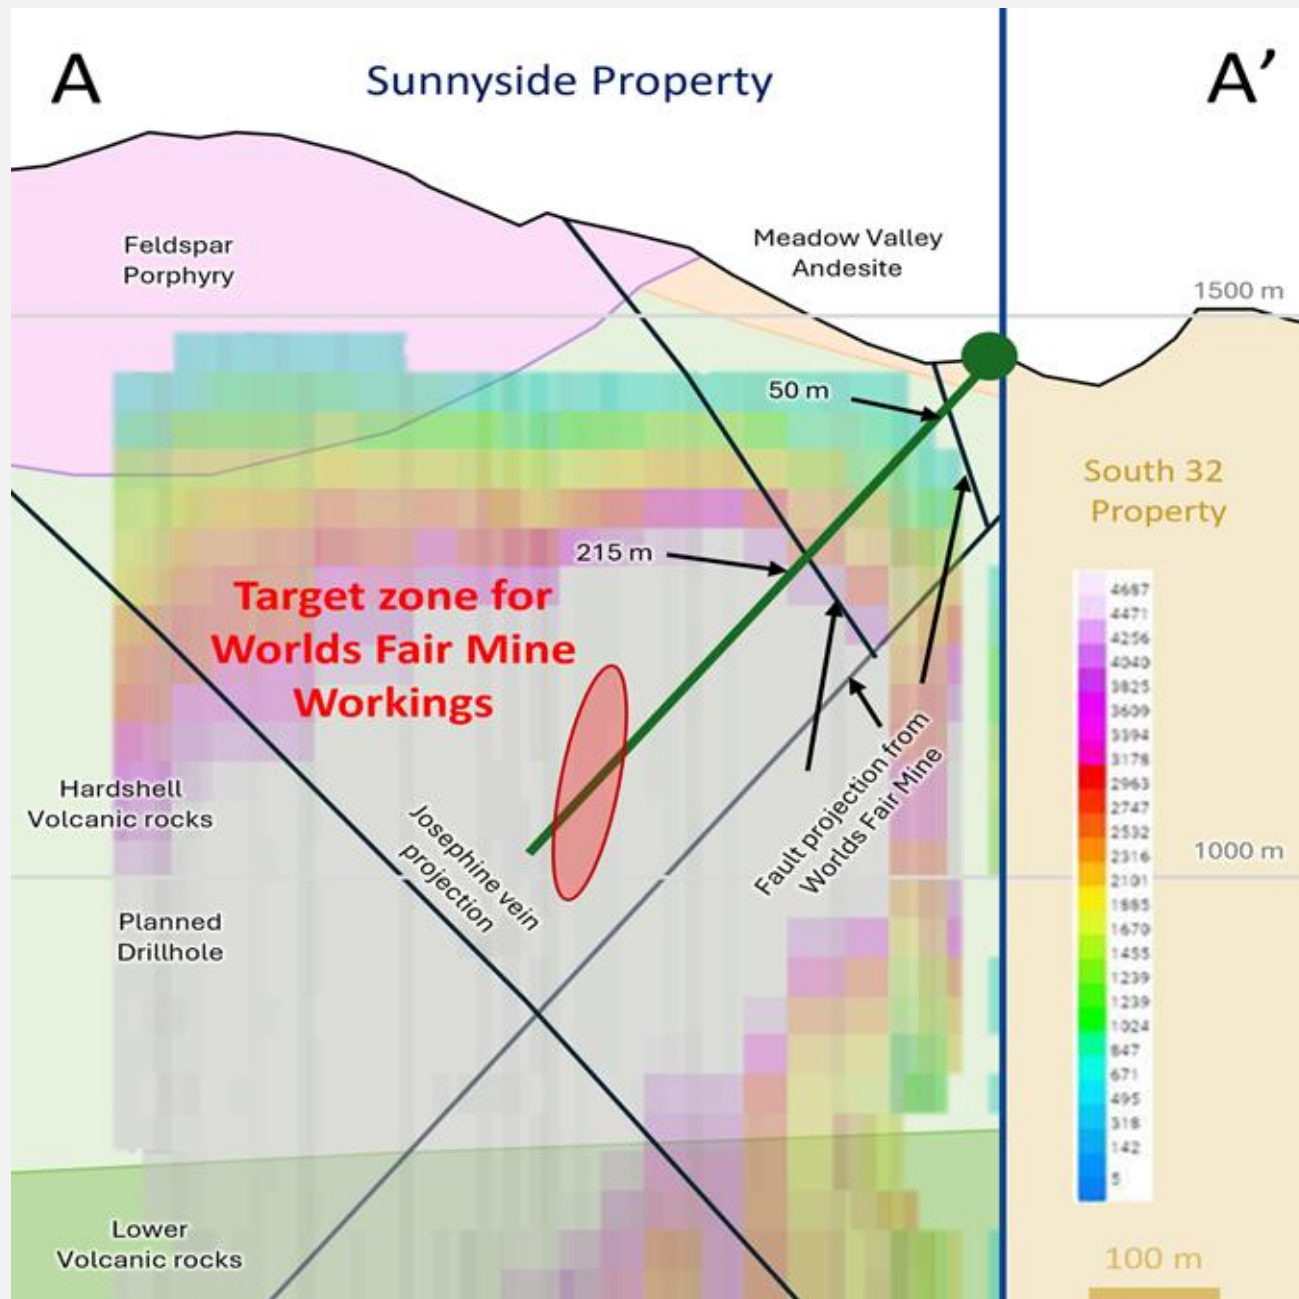 A
Sunnyside Property
A’
Feldspar
Porphyry
Meadow Valley
Andesite
1500 m
50 m
South 32
Property
215 m
Target zone for
Worlds Fair Mine
Workings
4687
4471
4256
4040
3825
3609
3394
3178
2963
2747
2532
2316
2101
1885
1670
1455
1239
1239
1024
847
671
495
318
142
5
Hardshell
Volcanic rocks
Josephine vein
projection
Fault projection from
Worlds Fair Mine
1000 m
Planned
Drillhole
Lower
Volcanic rocks
100 m